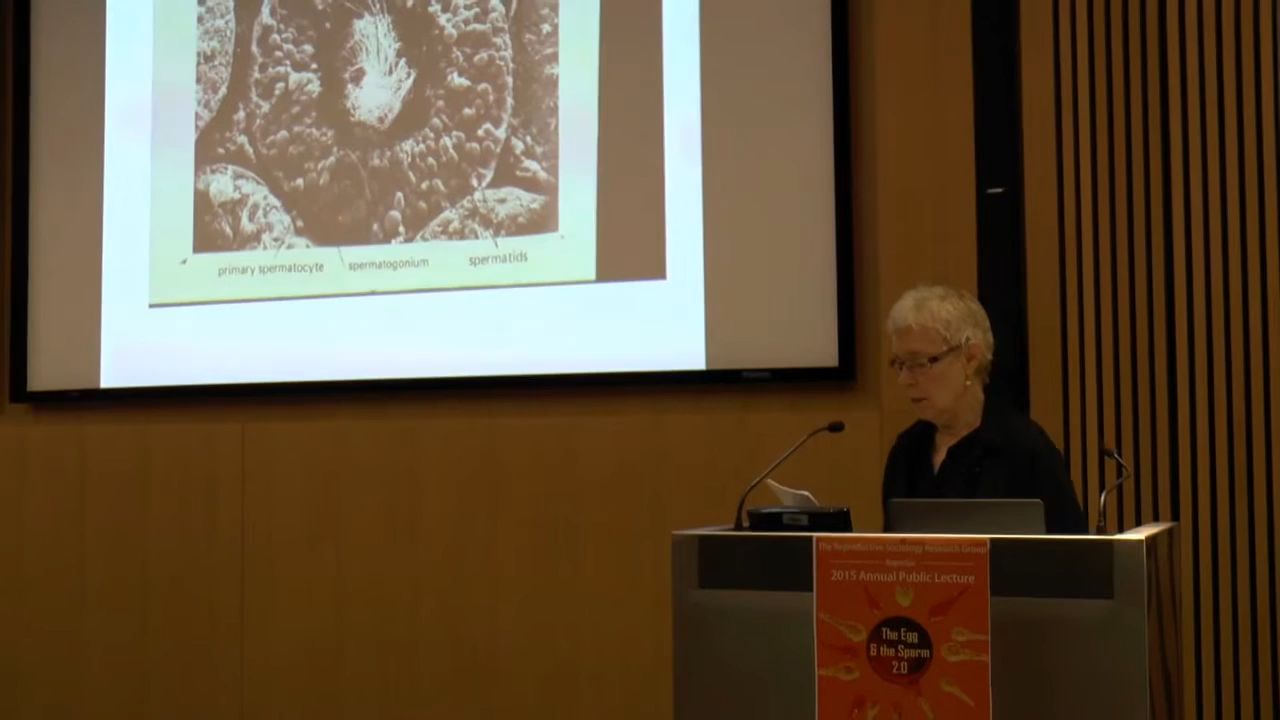 primary spermatocyte
spermatogonium
spermatids
The Reproductive Sociology Research Group
2015 Annual Public Lecture
The Egg
& the Sperm
2.0